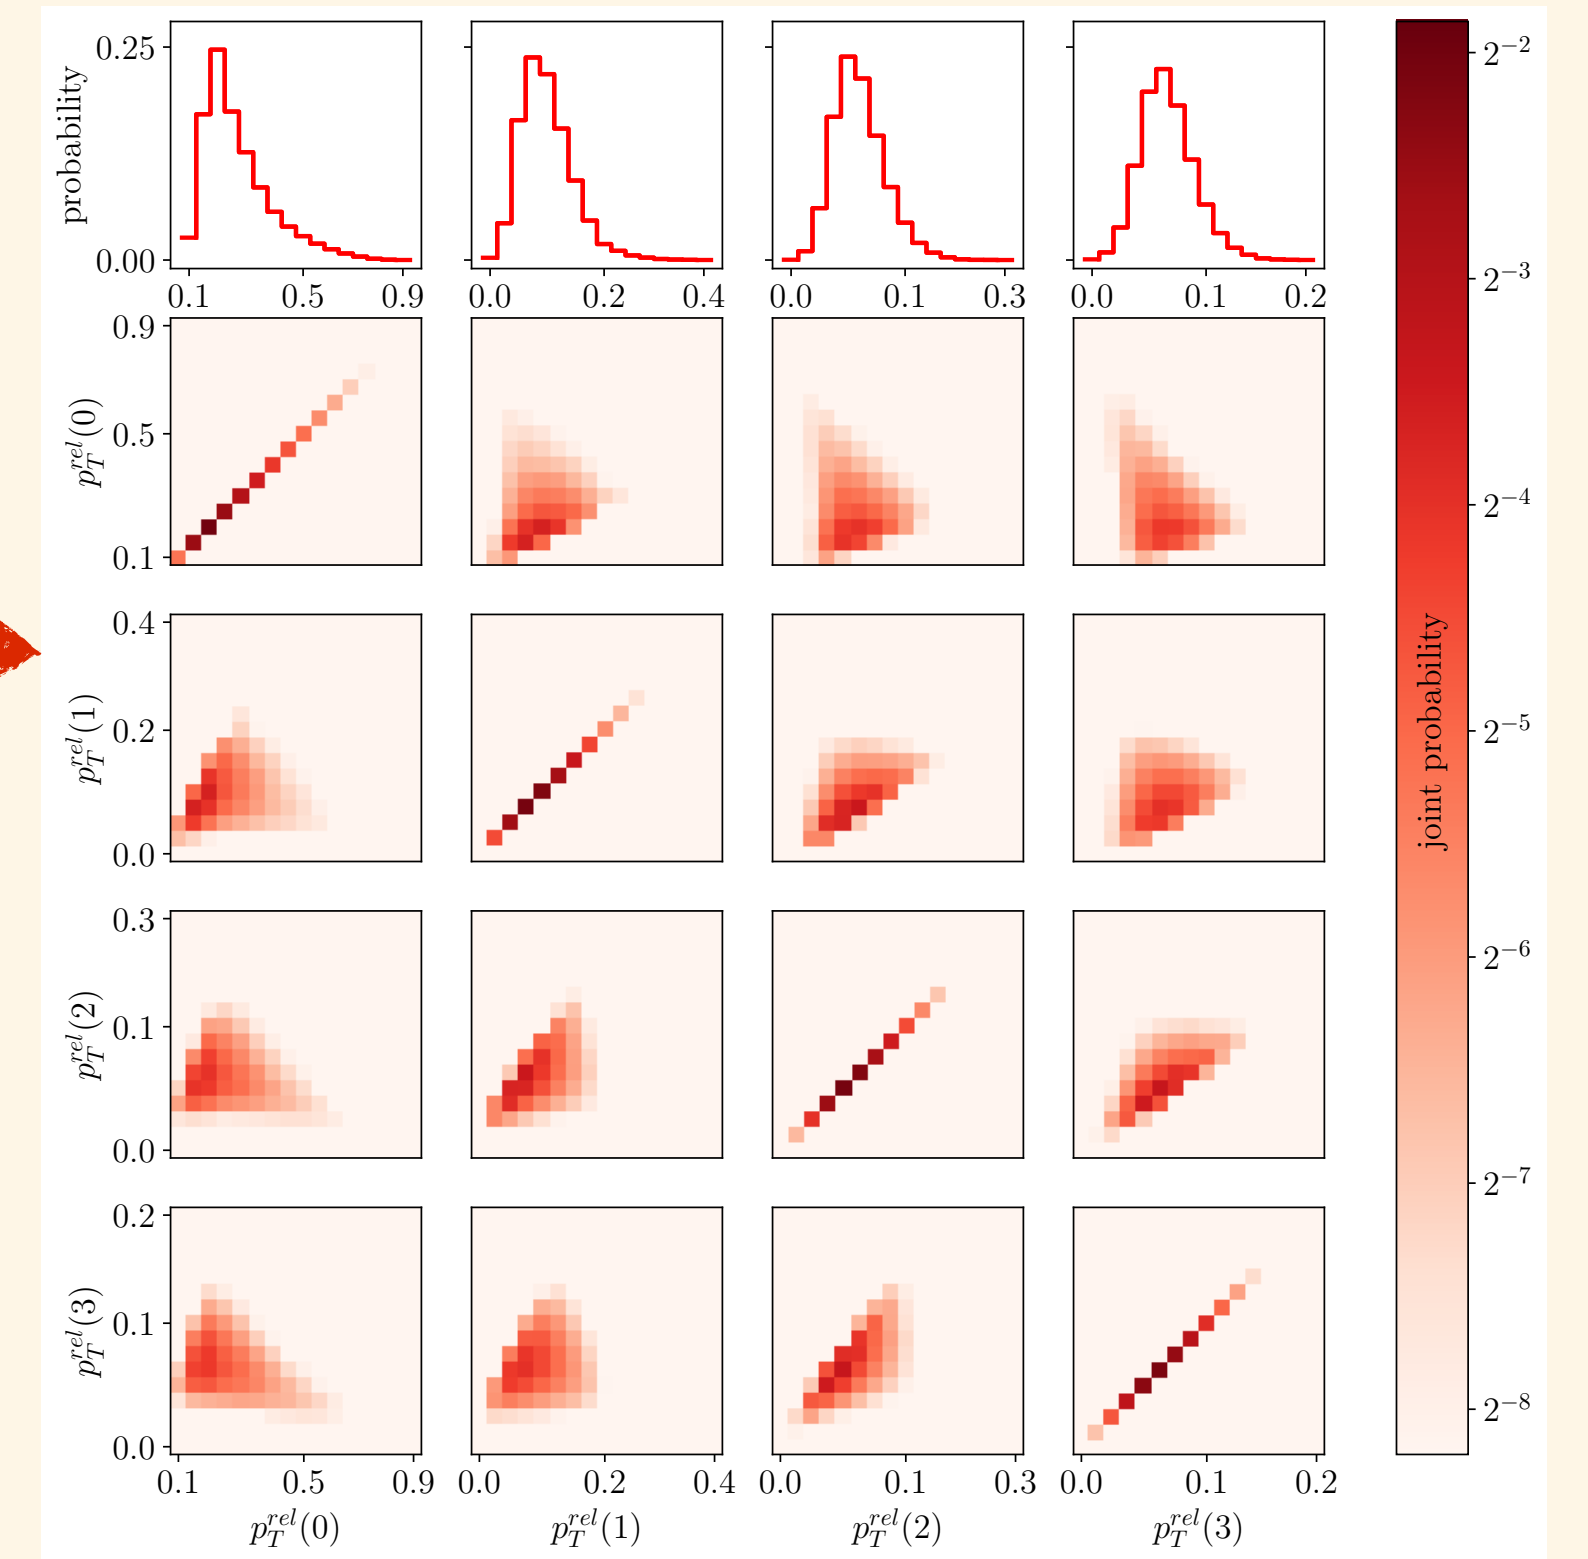 probability
0.25
0.00
0.1 0.5 0.9
0.0 0.2 0.4
0.0 0.1 0.3
0.0 0.1 0.2
p_T^{rel}(0)
0.9
0.5
0.1
p_T^{rel}(1)
0.4
0.2
0.0
p_T^{rel}(2)
0.3
0.1
0.0
p_T^{rel}(3)
0.2
0.1
0.0
0.1 0.5 0.9
0.0 0.2 0.4
0.0 0.1 0.3
0.0 0.1 0.2
p_T^{rel}(0)
p_T^{rel}(1)
p_T^{rel}(2)
p_T^{rel}(3)
2^{-2}
2^{-3}
2^{-4}
2^{-5}
2^{-6}
2^{-7}
2^{-8}
joint probability